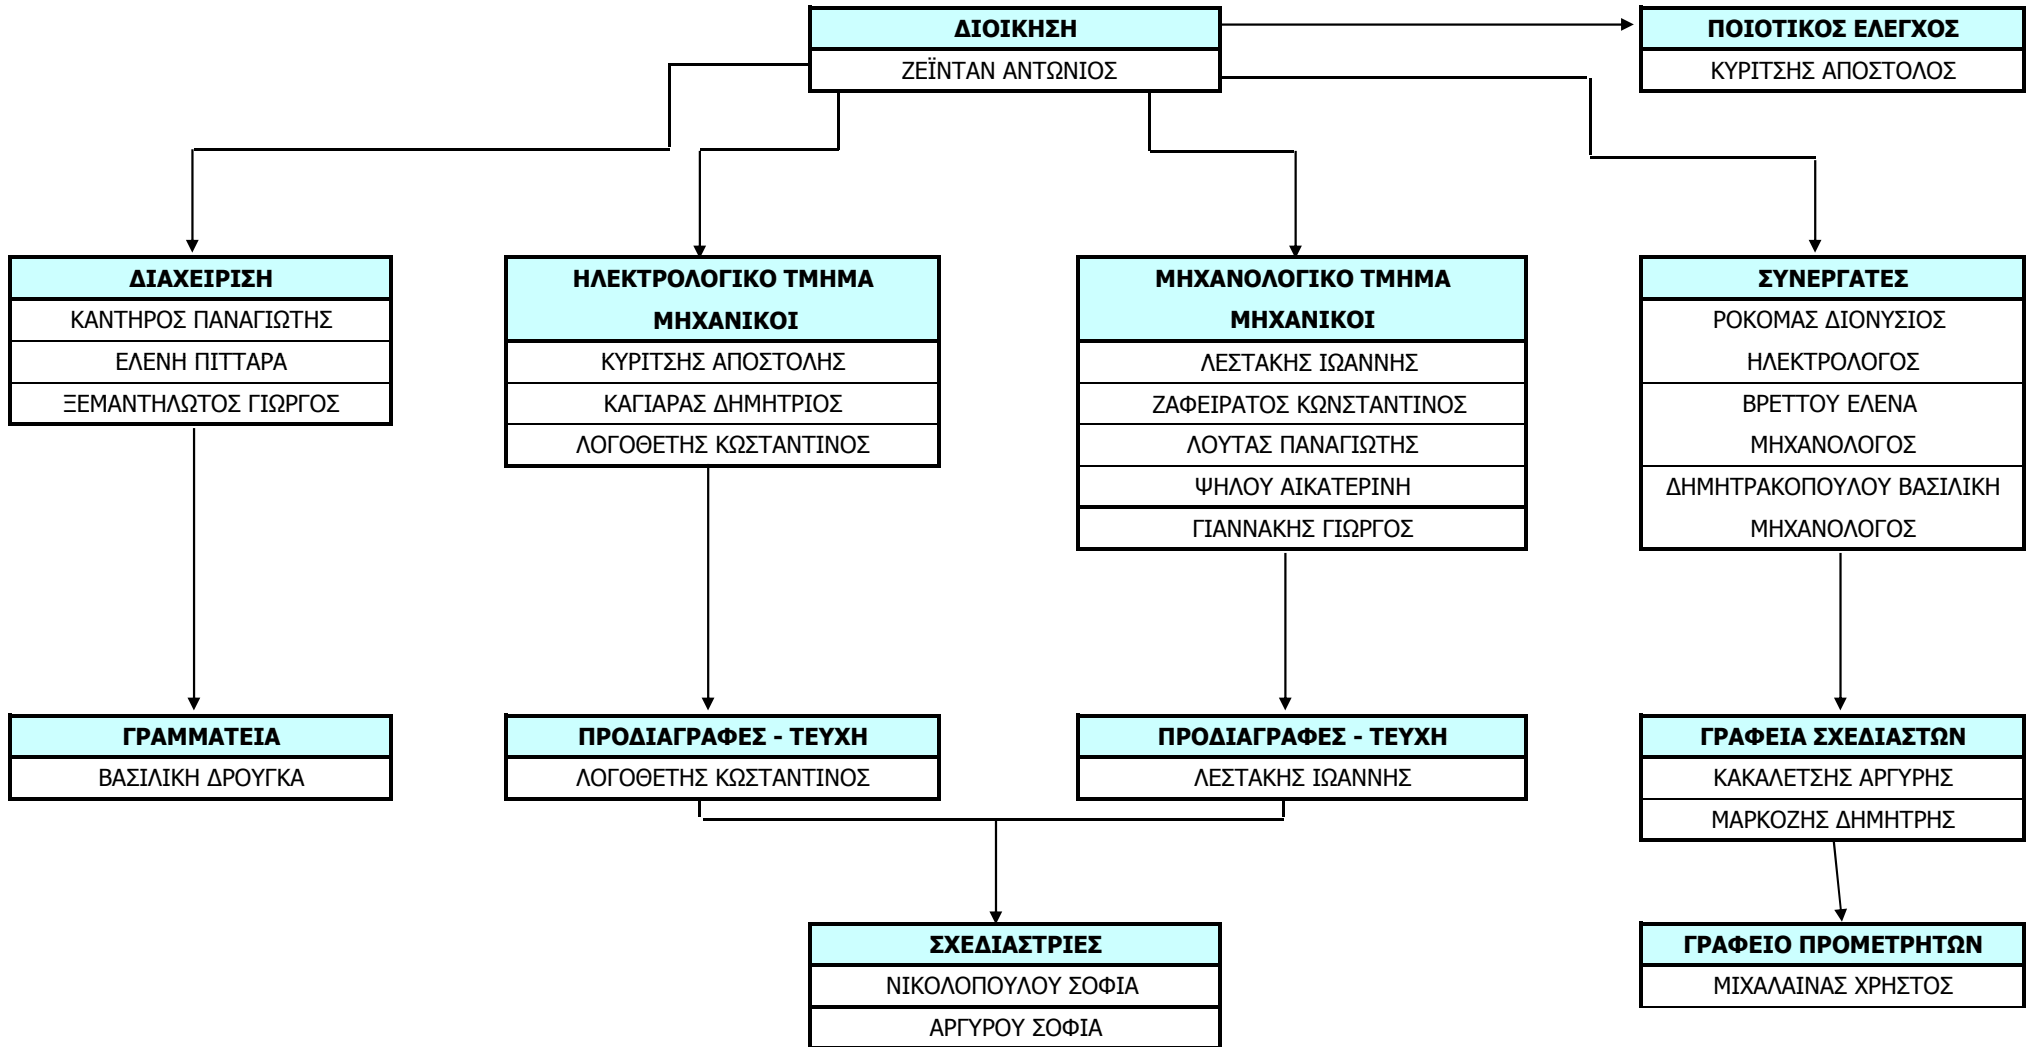 ΔΙΟΙΚΗΣΗ
ΖΕΪΝΤΑΝ ΑΝΤΩΝΙΟΣ
ΠΟΙΟΤΙΚΟΣ ΕΛΕΓΧΟΣ
ΚΥΡΙΤΣΗΣ ΑΠΟΣΤΟΛΟΣ
ΔΙΑΧΕΙΡΙΣΗ
ΚΑΝΤΗΡΟΣ ΠΑΝΑΓΙΩΤΗΣ
ΕΛΕΝΗ ΠΙΤΤΑΡΑ
ΞΕΜΑΝΤΗΛΩΤΟΣ ΓΙΩΡΓΟΣ
ΗΛΕΚΤΡΟΛΟΓΙΚΟ ΤΜΗΜΑ
ΜΗΧΑΝΙΚΟΙ
ΚΥΡΙΤΣΗΣ ΑΠΟΣΤΟΛΗΣ
ΚΑΓΙΑΡΑΣ ΔΗΜΗΤΡΙΟΣ
ΛΟΓΟΘΕΤΗΣ ΚΩΣΤΑΝΤΙΝΟΣ
ΜΗΧΑΝΟΛΟΓΙΚΟ ΤΜΗΜΑ
ΜΗΧΑΝΙΚΟΙ
ΛΕΣΤΑΚΗΣ ΙΩΑΝΝΗΣ
ΖΑΦΕΙΡΑΤΟΣ ΚΩΝΣΤΑΝΤΙΝΟΣ
ΛΟΥΤΑΣ ΠΑΝΑΓΙΩΤΗΣ
ΨΗΛΟΥ ΑΙΚΑΤΕΡΙΝΗ
ΓΙΑΝΝΑΚΗΣ ΓΙΩΡΓΟΣ
ΣΥΝΕΡΓΑΤΕΣ
ΡΟΚΟΜΑΣ ΔΙΟΝΥΣΙΟΣ
ΗΛΕΚΤΡΟΛΟΓΟΣ
ΒΡΕΤΤΟΥ ΕΛΕΝΑ
ΜΗΧΑΝΟΛΟΓΟΣ
ΔΗΜΗΤΡΑΚΟΠΟΥΛΟΥ ΒΑΣΙΛΙΚΗ
ΜΗΧΑΝΟΛΟΓΟΣ
ΓΡΑΜΜΑΤΕΙΑ
ΒΑΣΙΛΙΚΗ ΔΡΟΥΓΚΑ
ΠΡΟΔΙΑΓΡΑΦΕΣ - ΤΕΥΧΗ
ΛΟΓΟΘΕΤΗΣ ΚΩΣΤΑΝΤΙΝΟΣ
ΠΡΟΔΙΑΓΡΑΦΕΣ - ΤΕΥΧΗ
ΛΕΣΤΑΚΗΣ ΙΩΑΝΝΗΣ
ΓΡΑΦΕΙΑ ΣΧΕΔΙΑΣΤΩΝ
ΚΑΚΑΛΕΤΣΗΣ ΑΡΓΥΡΗΣ
ΜΑΡΚΟΖΗΣ ΔΗΜΗΤΡΗΣ
ΣΧΕΔΙΑΣΤΡΙΕΣ
ΝΙΚΟΛΟΠΟΥΛΟΥ ΣΟΦΙΑ
ΑΡΓΥΡΟΥ ΣΟΦΙΑ
ΓΡΑΦΕΙΟ ΠΡΟΜΕΤΡΗΤΩΝ
ΜΙΧΑΛΑΙΝΑΣ ΧΡΗΣΤΟΣ